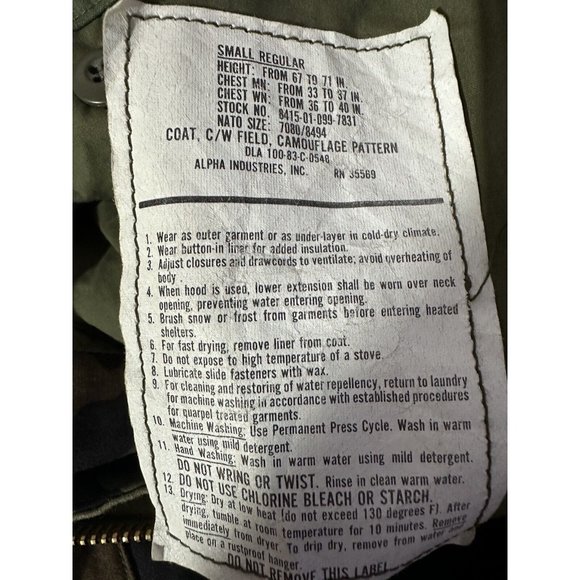 SMALL REGULAR
HEIGHT: FROM 67 TO 71 IN.
CHEST MN: FROM 33 TO 37 IN.
CHEST WN: FROM 36 TO 40 IN.
STOCK NO. 8415-01-099-7831
NATO SIZE: 7080/8494
COAT, C/W FIELD, CAMOUFLAGE PATTERN
DLA 100-83-C-0548
ALPHA INDUSTRIES, INC. RN 35569
1. Wear as outer garment or as under-layer in cold-dry climate.
2. Wear button-in liner for added insulation.
3. Adjust closures and drawcords to ventilate; avoid overheating of
body.
4. When hood is used, lower extension shall be worn over neck
opening, preventing water entering opening.
5. Brush snow or frost from garments before entering heated
shelters.
6. For fast drying, remove liner from coat.
7. Do not expose to high temperature of a stove.
8. Lubricate slide fasteners with wax.
9. For cleaning and restoring of water repellency, return to laundry
for machine washing in accordance with established procedures
for quarpel treated garments.
10. Machine Washing: Use Permanent Press Cycle. Wash in warm
water using mild detergent.
11. Hand Washing: Wash in warm water using mild detergent.
DO NOT WRING OR TWIST. Rinse in clean warm water.
12. DO NOT USE CHLORINE BLEACH OR STARCH.
13. Drying: Dry at low heat (do not exceed 130 degrees F). After
drying, tumble at room temperature for 10 minutes. Remove
immediately from dryer. To drip dry, remove from water and
place on a rustproof hanger.
DO NOT REMOVE THIS LABEL